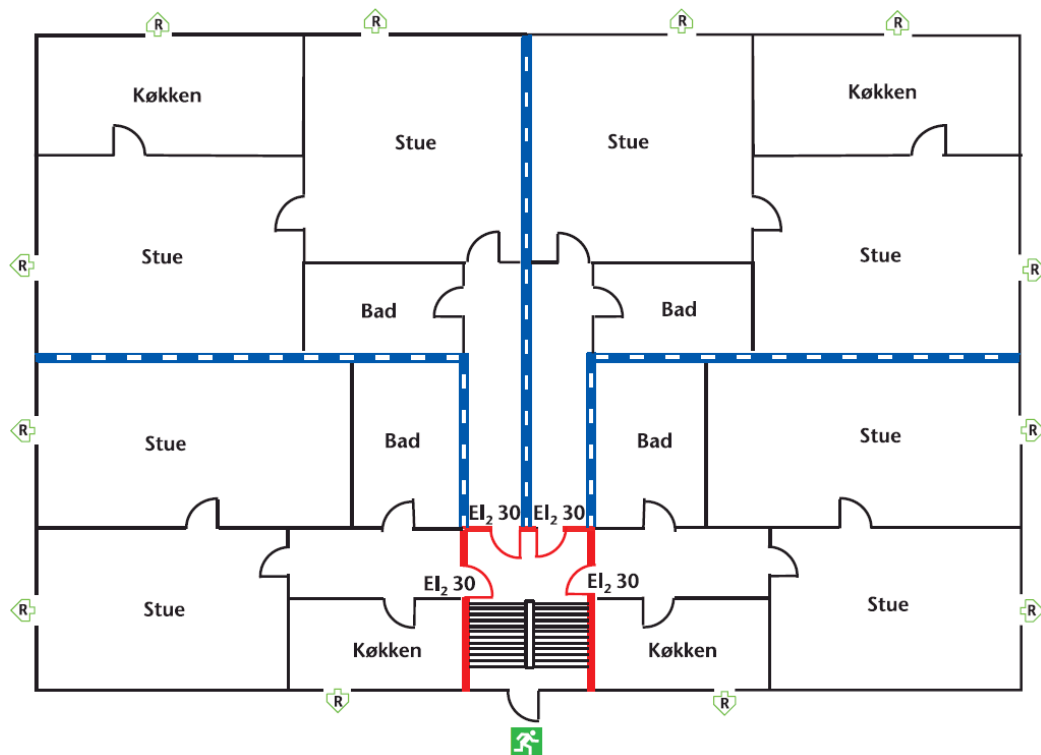 R R R R
Køkken Køkken
Stue Stue
Stue Stue
R R
Bad Bad
Stue Bad Bad Stue
R R
EI₂ 30 EI₂ 30
EI₂ 30 EI₂ 30
Stue Stue
R R
Køkken Køkken
R R